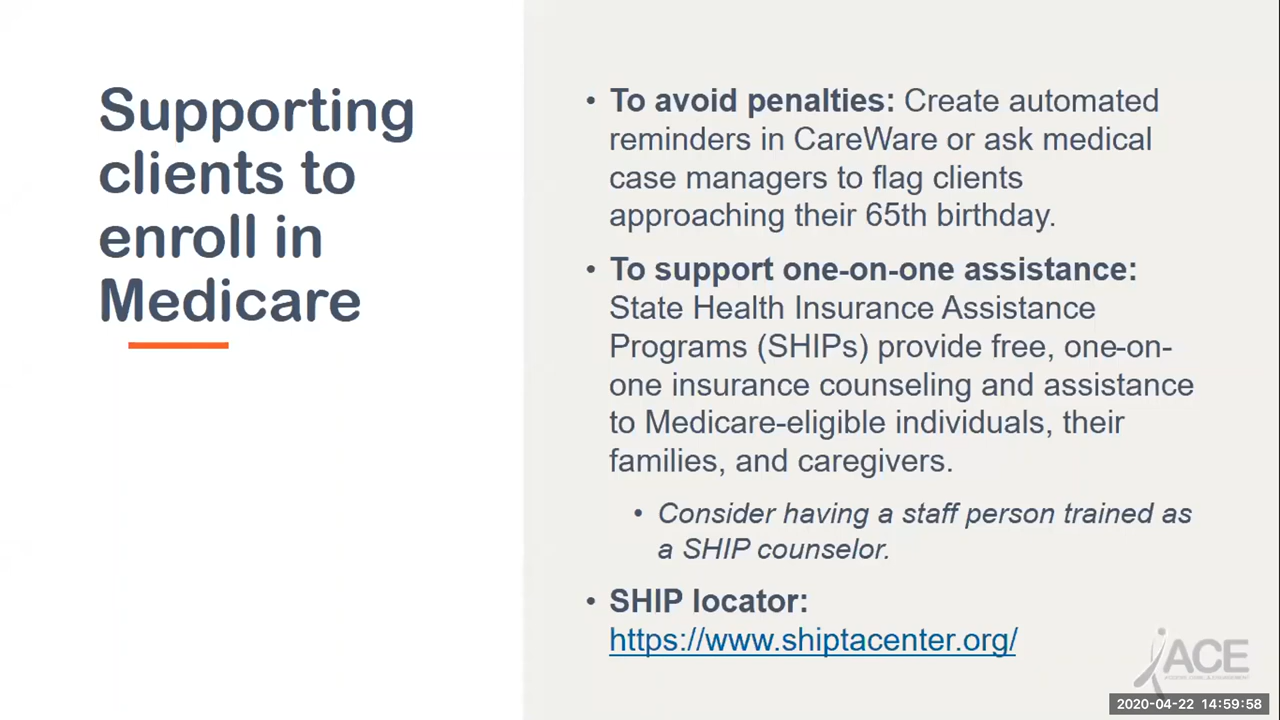 Supporting
clients to
enroll in
Medicare
• To avoid penalties: Create automated
reminders in CareWare or ask medical
case managers to flag clients
approaching their 65th birthday.
• To support one-on-one assistance:
State Health Insurance Assistance
Programs (SHIPs) provide free, one-on-
one insurance counseling and assistance
to Medicare-eligible individuals, their
families, and caregivers.
• Consider having a staff person trained as
a SHIP counselor.
• SHIP locator:
https://www.shiptacenter.org/
ACE
2020-04-22 14:59:58